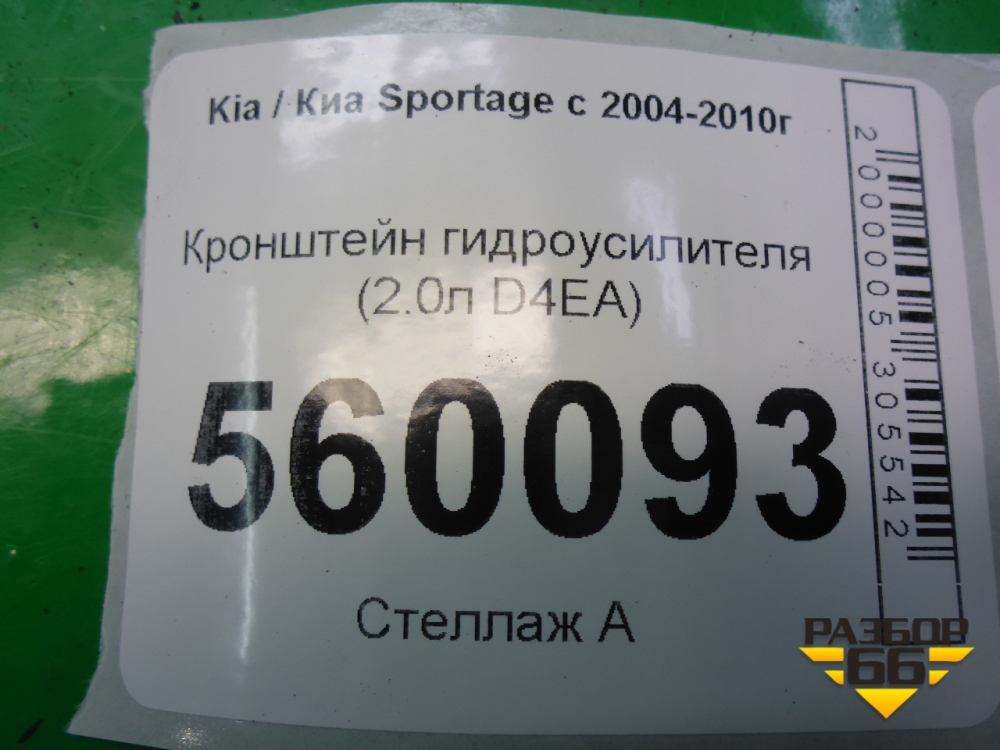 Kia / Киа Sportage с 2004-2010г
Кронштейн гидроусилителя
(2.0л D4EA)
560093
Стеллаж А
2000005305542
РАЗБОР
66